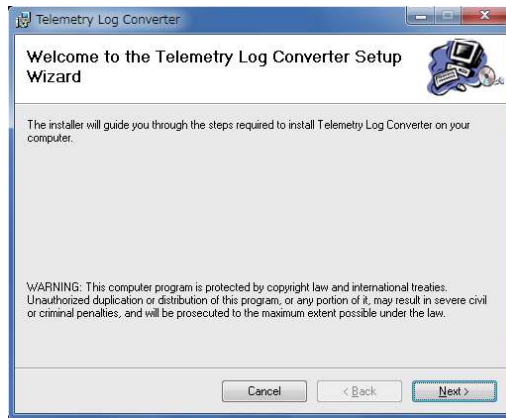 Telemetry Log Converter
Welcome to the Telemetry Log Converter Setup
Wizard
The installer will guide you through the steps required to install Telemetry Log Converter on your
computer.
WARNING: This computer program is protected by copyright law and international treaties.
Unauthorized duplication or distribution of this program, or any portion of it, may result in severe civil
or criminal penalties, and will be prosecuted to the maximum extent possible under the law.
Cancel
< Back
Next >